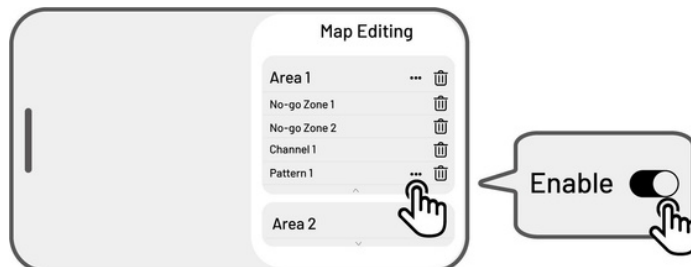 Map Editing
Area 1
No-go Zone 1
No-go Zone 2
Channel 1
Pattern 1
Area 2
Enable